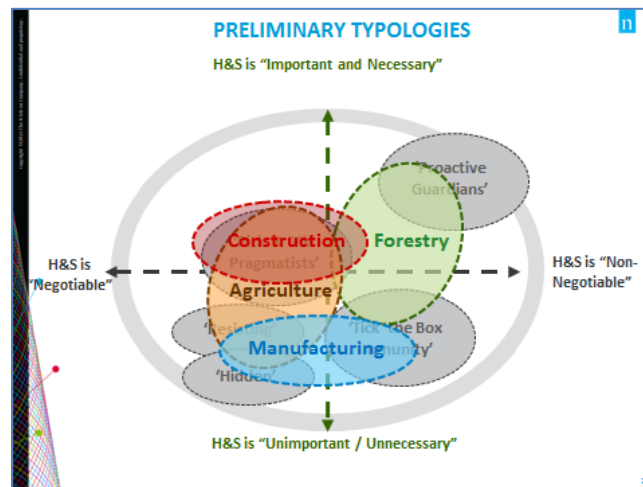 PRELIMINARY TYPOLOGIES
n
H&S is "Important and Necessary"
'Proactive
Guardians'
Construction
Forestry
Pragmatists'
H&S is
"Negotiable"
H&S is "Non-
Negotiable"
Agriculture
'Tick the Box
Manufacturing
'Hidden'
H&S is "Unimportant / Unnecessary"